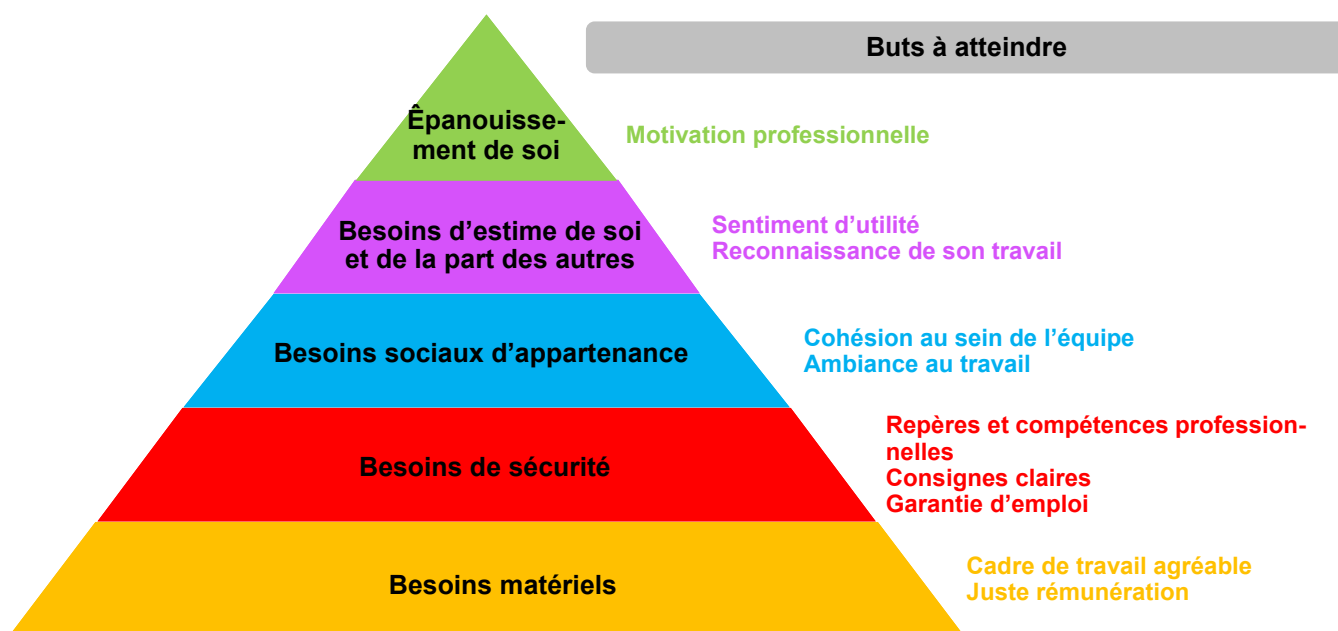 Buts à atteindre
Êpanouisse-
ment de soi
Motivation professionnelle
Besoins d’estime de soi
et de la part des autres
Sentiment d’utilité
Reconnaissance de son travail
Besoins sociaux d’appartenance
Cohésion au sein de l’équipe
Ambiance au travail
Besoins de sécurité
Repères et compétences profession-
nelles
Consignes claires
Garantie d’emploi
Besoins matériels
Cadre de travail agréable
Juste rémunération